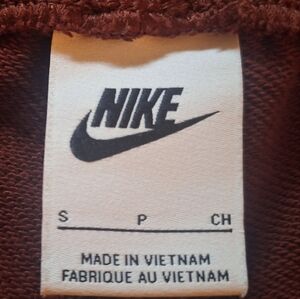 NIKE
S P CH
MADE IN VIETNAM
FABRIQUE AU VIETNAM